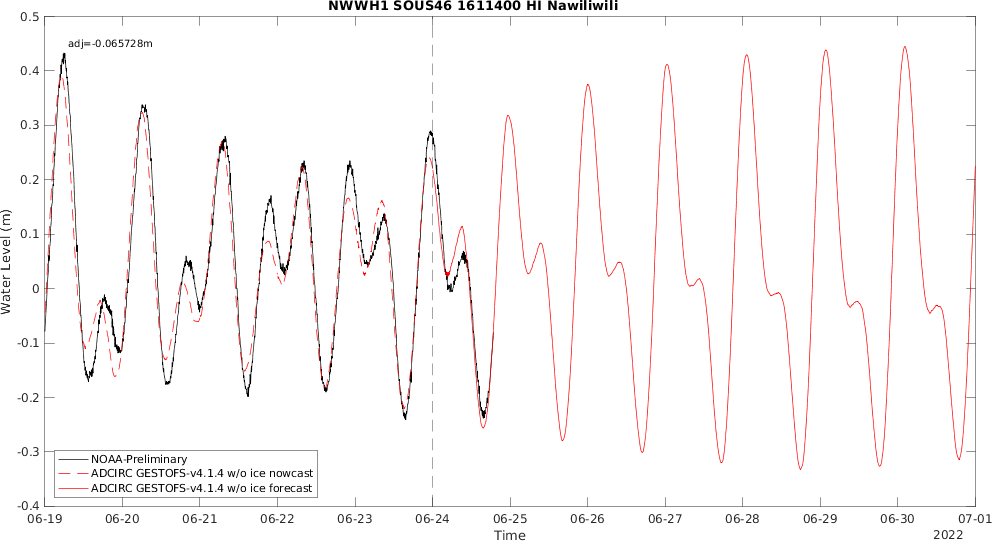 NWWH1 SOUS46 1611400 HI Nawiliwili
adj=-0.065728m
Water Level (m)
0.5
0.4
0.3
0.2
0.1
0
-0.1
-0.2
-0.3
-0.4
NOAA-Preliminary
ADCIRC GESTOFS-v4.1.4 w/o ice nowcast
ADCIRC GESTOFS-v4.1.4 w/o ice forecast
06-19 06-20 06-21 06-22 06-23 06-24 06-25 06-26 06-27 06-28 06-29 06-30 07-01
Time
2022